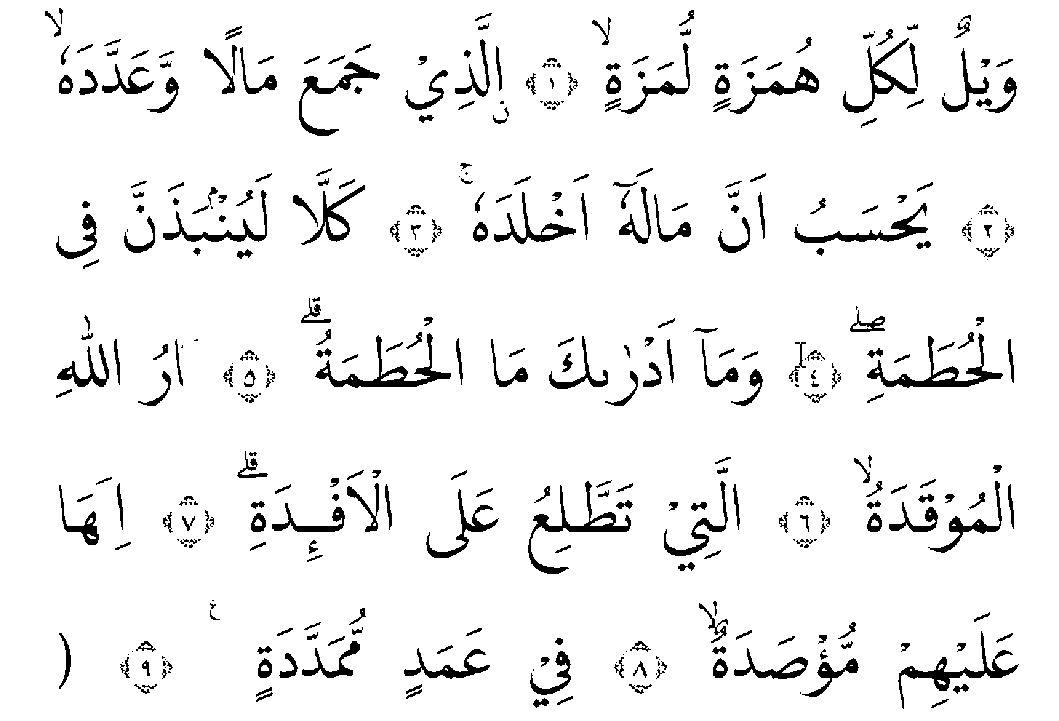 وَيْلٌ لِّكُلِّ هُمَزَةٍ لُّمَزَةٍۙ ١ ۨالَّذِيْ جَمَعَ مَالًا وَّعَدَّدَهٗۙ
٢ يَحْسَبُ اَنَّ مَالَهٗٓ اَخْلَدَهٗۚ ٣ كَلَّا لَيُنْۢبَذَنَّ فِى
الْحُطَمَةِۖ ٤ وَمَآ اَدْرٰىكَ مَا الْحُطَمَةُۗ ٥ ارُ اللّٰهِ
الْمُوْقَدَةُۙ ٦ الَّتِيْ تَطَّلِعُ عَلَى الْاَفْـِٕدَةِۗ ٧ اِ هَا
عَلَيْهِمْ مُّؤْصَدَةٌۙ ٨ فِيْ عَمَدٍ مُّمَدَّدَةٍ ࣖ ٩ (